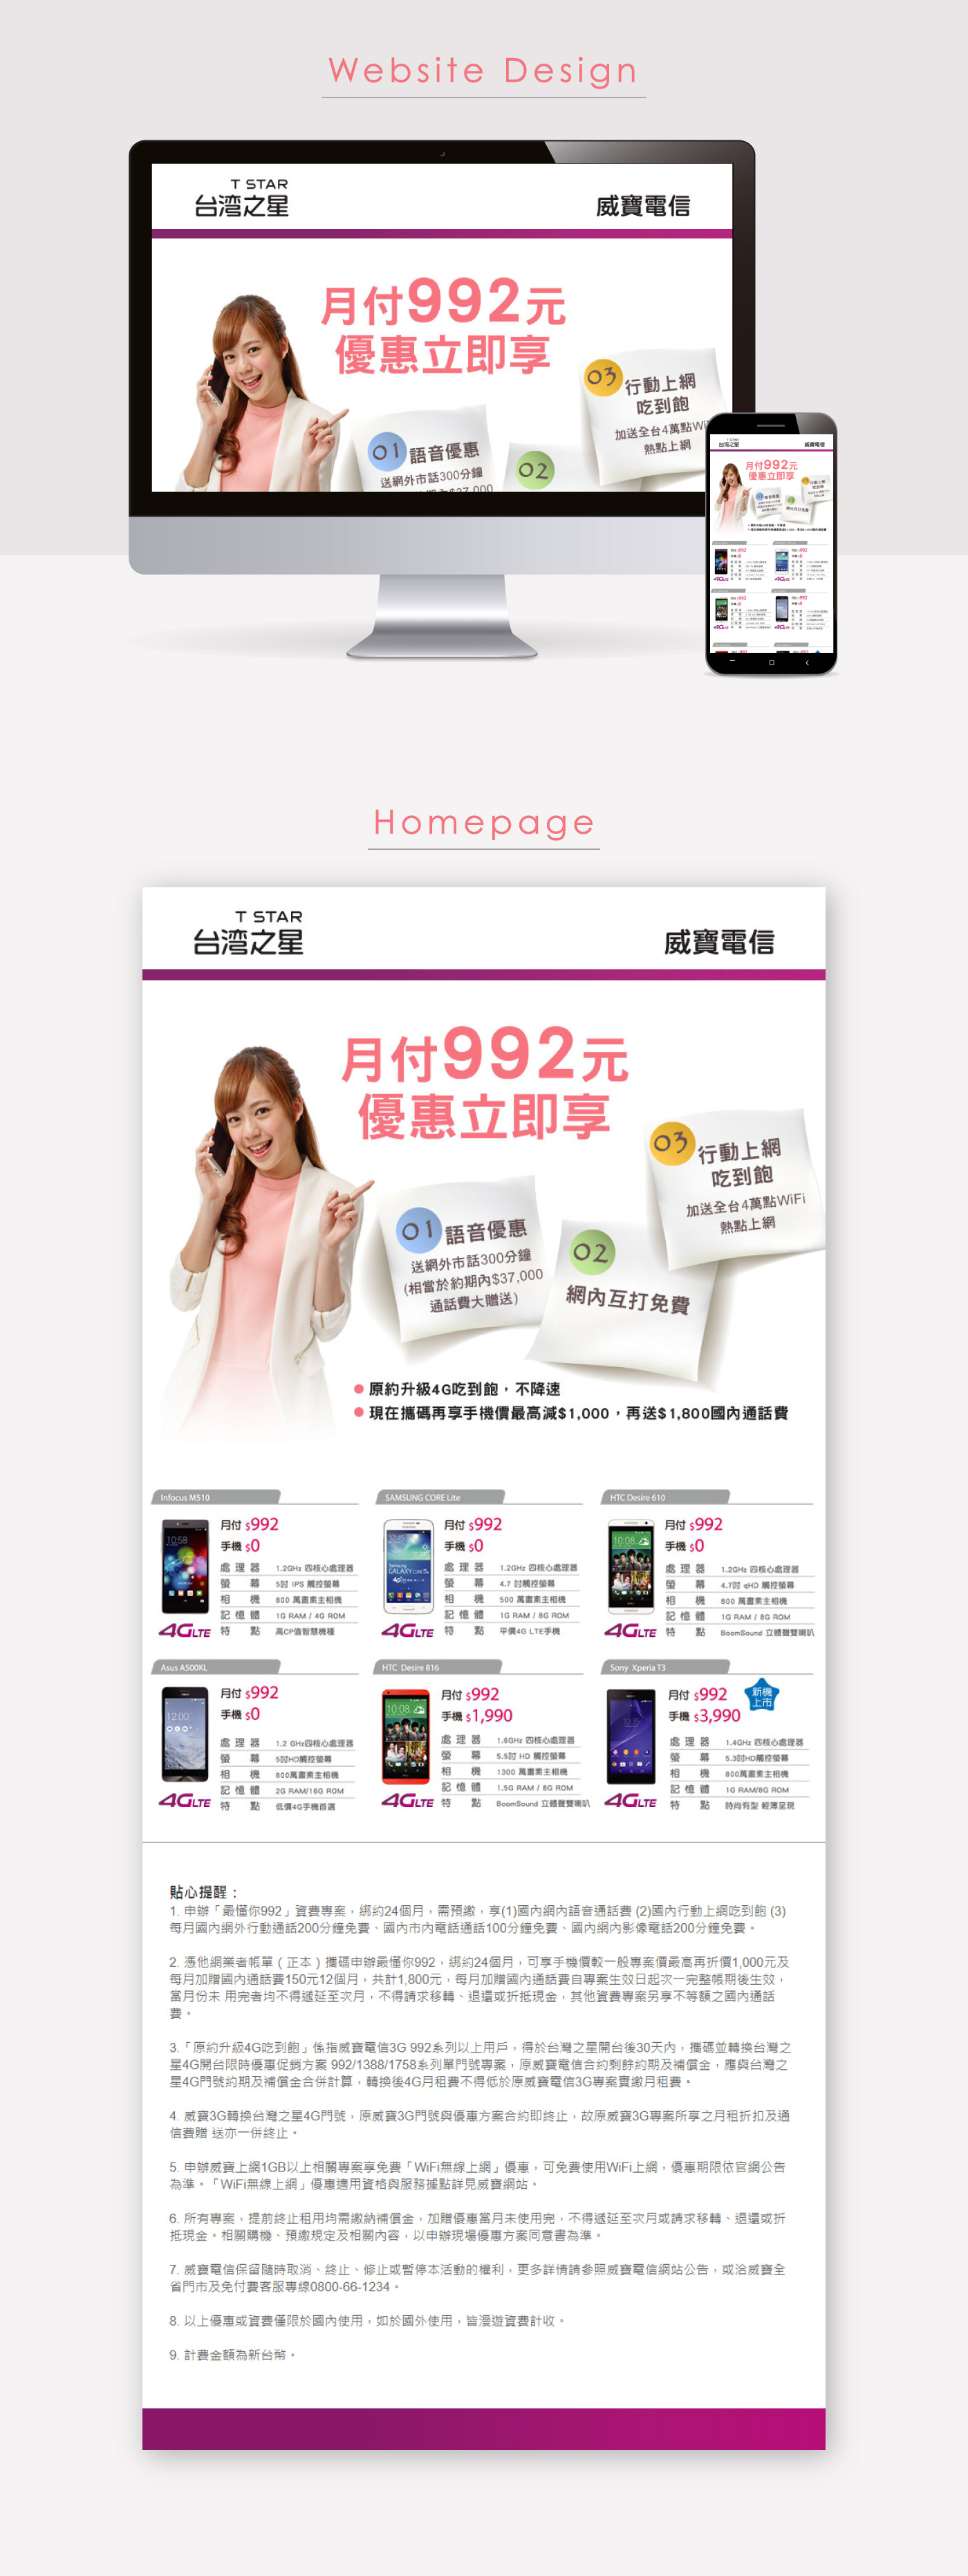 Website Design
T STAR
台湾之星
威寶電信
月付992元
優惠立即享
01 語音優惠
送網外市話300分鐘
02
03 行動上網
吃到飽
加送全台4萬點WiF
熱點上網
台湾之星
威寶電信
月付992元
優惠立即享
Homepage
T STAR
台湾之星
威寶電信
月付992元
優惠立即享
03 行動上網
吃到飽
加送全台4萬點WiFi
熱點上網
01 語音優惠
送網外市話300分鐘
(相當於約期內$37,000
通話費大贈送)
02
網內互打免費
原約升級4G吃到飽，不降速
現在攜碼再享手機價最高減$1,000，再送$1,800國內通話費
Infocus M510
月付 $992
手機 $0
處理器 1.2GHz 四核心處理器
螢幕 5吋 IPS 觸控螢幕
相機 800 萬畫素主相機
記憶體 1G RAM / 4G ROM
特點 高CP值智慧機種
4GLTE
SAMSUNG CORE Lite
月付 $992
手機 $0
處理器 1.2GHz 四核心處理器
螢幕 4.7 吋觸控螢幕
相機 500 萬畫素主相機
記憶體 1G RAM / 8G ROM
特點 平價4G LTE手機
4GLTE
HTC Desire 610
月付 $992
手機 $0
處理器 1.2GHz 四核心處理器
螢幕 4.7吋 qHD 觸控螢幕
相機 800 萬畫素主相機
記憶體 1G RAM / 8G ROM
特點 BoomSound 立體聲雙喇叭
4GLTE
Asus A500KL
月付 $992
手機 $0
處理器 1.2 GHz四核心處理器
螢幕 5吋HD觸控螢幕
相機 800萬畫素主相機
記憶體 2G RAM/16G ROM
特點 低價4G手機首選
4GLTE
HTC Desire 816
月付 $992
手機 $1,990
處理器 1.6GHz 四核心處理器
螢幕 5.5吋 HD 觸控螢幕
相機 1300 萬畫素主相機
記憶體 1.5G RAM / 8G ROM
特點 BoomSound 立體聲雙喇叭
4GLTE
Sony Xperla T3
月付 $992
手機 $3,990
新機
上市
處理器 1.4GHz 四核心處理器
螢幕 5.3吋HD觸控螢幕
相機 800萬畫素主相機
記憶體 1G RAM/8G ROM
特點 時尚有型 輕薄呈現
4GLTE
貼心提醒：
1. 申辦「最懂你992」資費專案，綁約24個月，需預繳，享(1)國內網內語音通話費 (2)國內行動上網吃到飽 (3)
每月國內網外行動通話200分鐘免費、國內市內電話通話100分鐘免費、國內網內影像電話200分鐘免費。
2. 憑他網業者帳單（正本）攜碼申辦最懂你992，綁約24個月，可享手機價較一般專案價最高再折價1,000元及
每月加贈國內通話費150元12個月，共計1,800元，每月加贈國內通話費自專案生效日起次一完整帳期後生效，
當月份未 用完者均不得遞延至次月，不得請求移轉、退還或折抵現金，其他資費專案另享不等額之國內通話
費。
3.「原約升級4G吃到飽」係指威寶電信3G 992系列以上用戶，得於台灣之星開台後30天內，攜碼並轉換台灣之
星4G開台限時優惠促銷方案 992/1388/1758系列單門號專案，原威寶電信合約剩餘約期及補償金，應與台灣之
星4G門號約期及補償金合併計算，轉換後4G月租費不得低於原威寶電信3G專案實繳月租費。
4. 威寶3G轉換台灣之星4G門號，原威寶3G門號與優惠方案合約即終止，故原威寶3G專案所享之月租折扣及通
信費贈 送亦一併終止。
5. 申辦威寶上網1GB以上相關專案享免費「WiFi無線上網」優惠，可免費使用WiFi上網，優惠期限依官網公告
為準。「WiFi無線上網」優惠適用資格與服務據點詳見威寶網站。
6. 所有專案，提前終止租用均需繳納補償金，加贈優惠當月未使用完，不得遞延至次月或請求移轉、退還或折
抵現金。相關購機、預繳規定及相關內容，以申辦現場優惠方案同意書為準。
7. 威寶電信保留隨時取消、終止、修止或暫停本活動的權利，更多詳情請參照威寶電信網站公告，或洽威寶全
省門市及免付費客服專線0800-66-1234。
8. 以上優惠或資費僅限於國內使用，如於國外使用，皆漫遊資費計收。
9. 計費金額為新台幣。